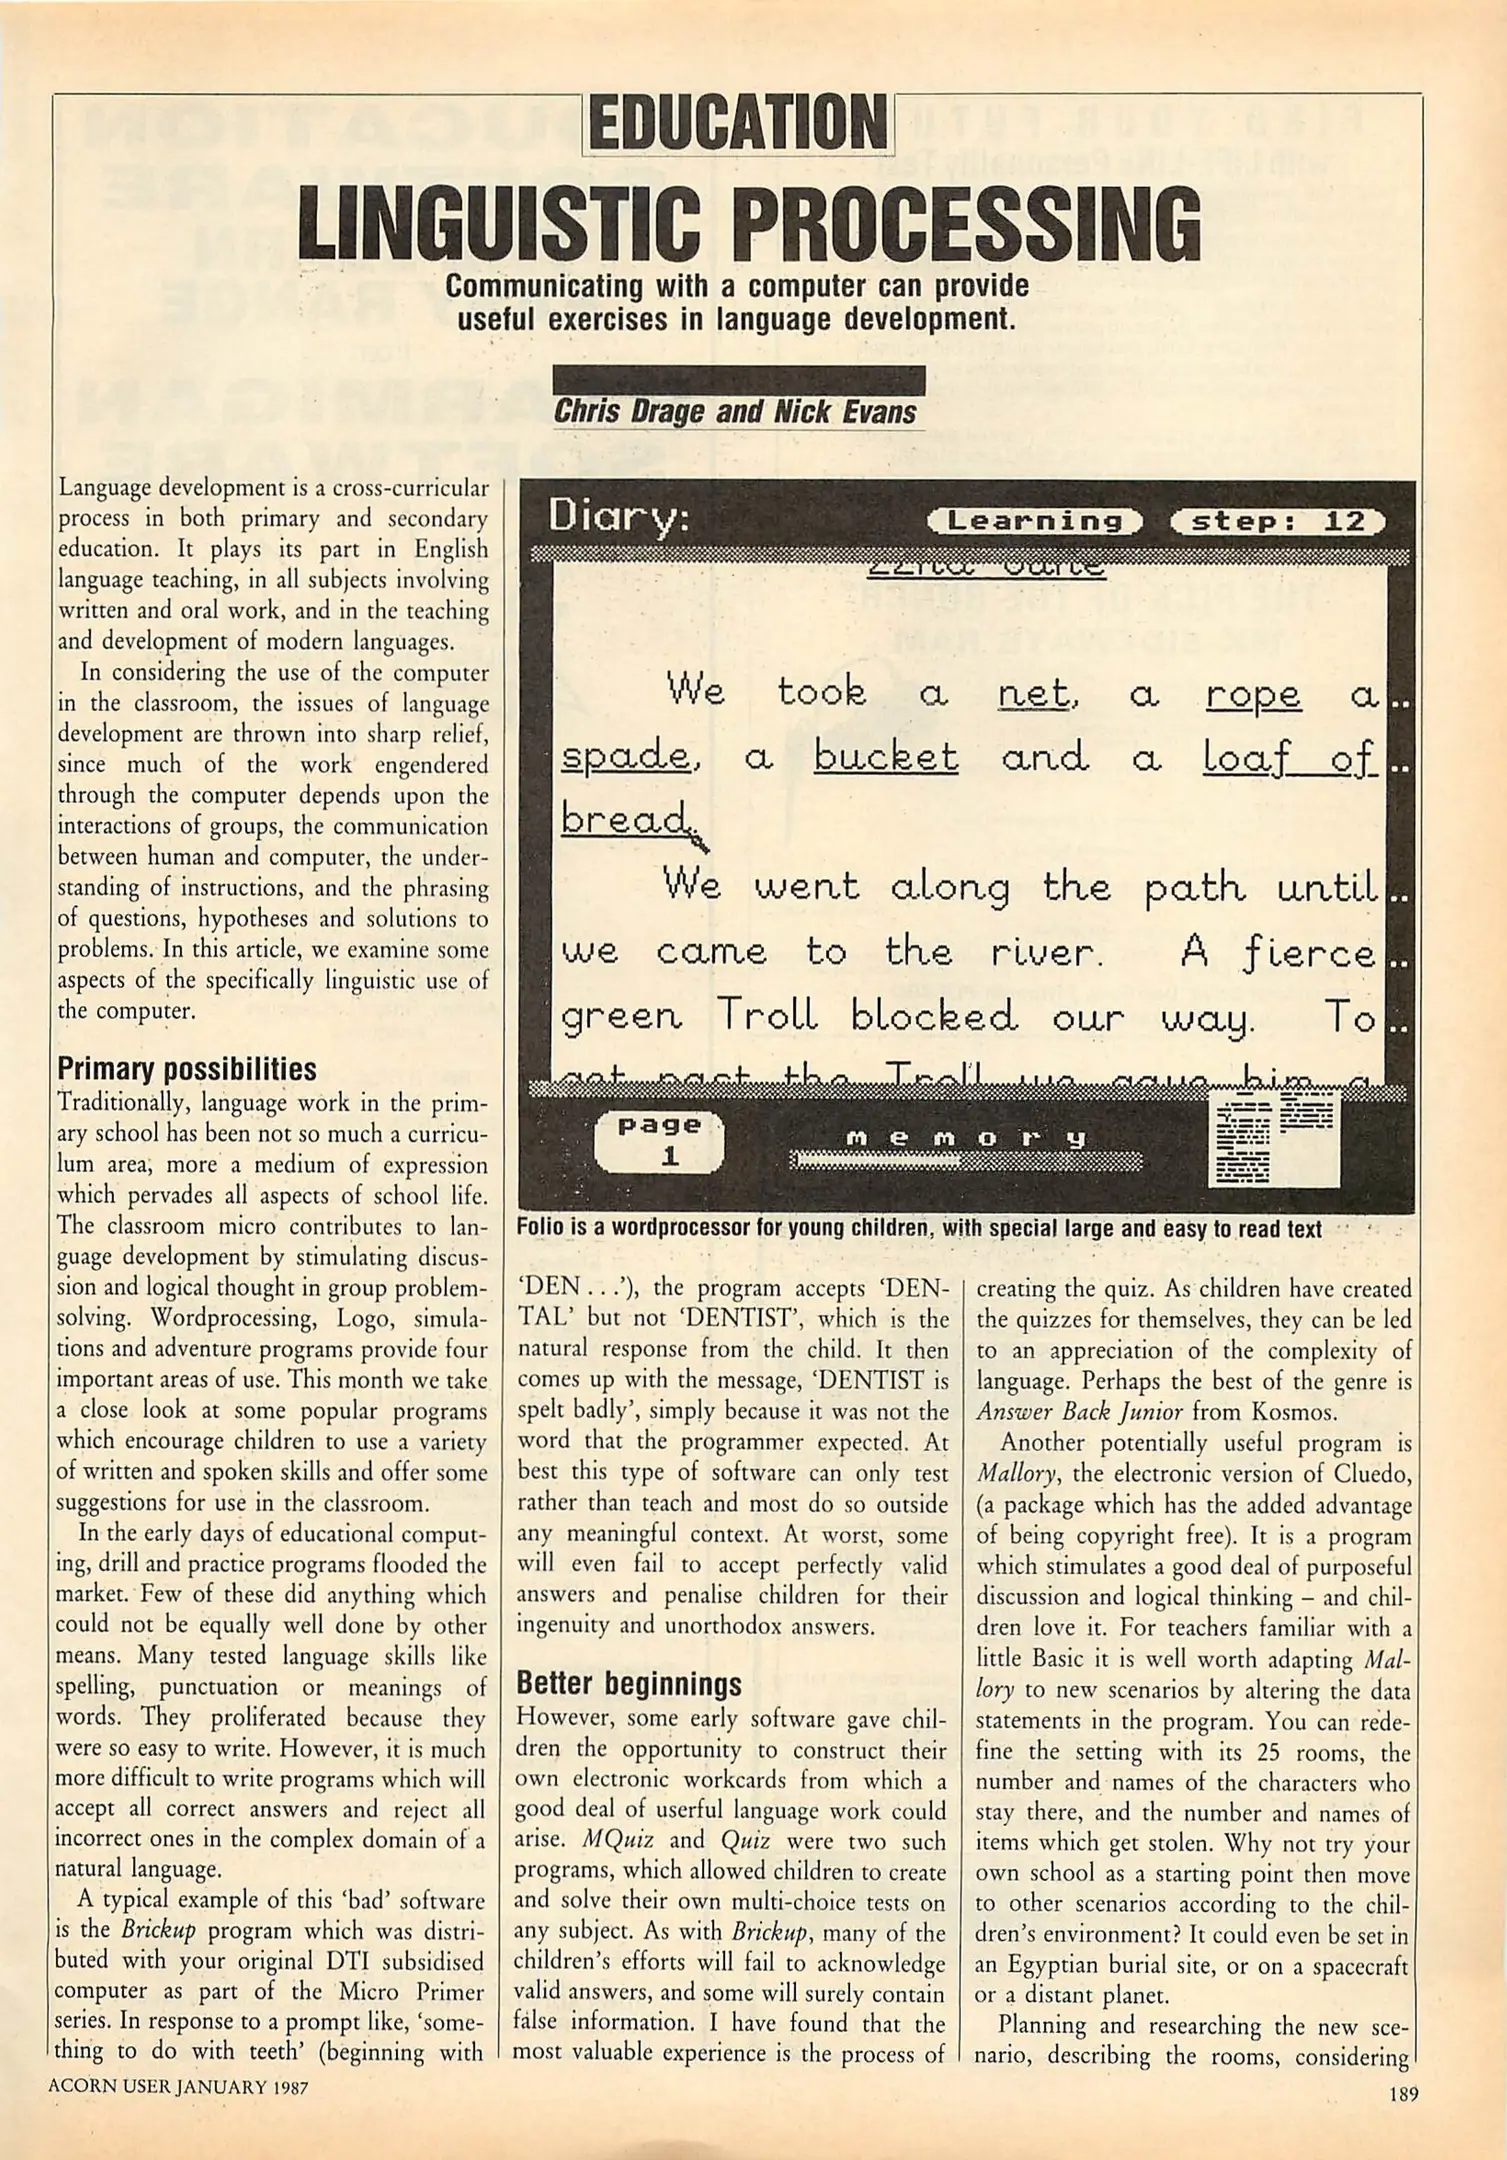 EDUCATION
LINGUISTIC PROCESSING
Communicating with a computer can provide
useful exercises in language development.
Chris Drage and Nick Evans
Language development is a cross-curricular
process in both primary and secondary
education. It plays its part in English
language teaching, in all subjects involving
written and oral work, and in the teaching
and development of modern languages.
In considering the use of the computer
in the classroom, the issues of language
development are thrown into sharp relief,
since much of the work engendered
through the computer depends upon the
interactions of groups, the communication
between human and computer, the under-
standing of instructions, and the phrasing
of questions, hypotheses and solutions to
problems. In this article, we examine some
aspects of the specifically linguistic use of
the computer.
Primary possibilities
Traditionally, language work in the prim-
ary school has been not so much a curricu-
lum area, more a medium of expression
which pervades all aspects of school life.
The classroom micro contributes to lan-
guage development by stimulating discus-
sion and logical thought in group problem-
solving. Wordprocessing, Logo, simula-
tions and adventure programs provide four
important areas of use. This month we take
a close look at some popular programs
which encourage children to use a variety
of written and spoken skills and offer some
suggestions for use in the classroom.
In the early days of educational comput-
ing, drill and practice programs flooded the
market. Few of these did anything which
could not be equally well done by other
means. Many tested language skills like
spelling, punctuation or meanings of
words. They proliferated because they
were so easy to write. However, it is much
more difficult to write programs which will
accept all correct answers and reject all
incorrect ones in the complex domain of a
natural language.
A typical example of this ‘bad’ software
is the Brickup program which was distri-
buted with your original DTI subsidised
computer as part of the Micro Primer
series. In response to a prompt like, ‘some-
thing to do with teeth’ (beginning with
Diary:
Learning
step: 12
We took a net, a rope a..
spade, a bucket and a loaf of..
bread.
We went along the path until..
we came to the river. A fierce..
green Troll blocked our way. To..
got past the Troll we gave him a
page
1
memory
Folio is a wordprocessor for young children, with special large and easy to read text
‘DEN . . .’), the program accepts ‘DEN-
TAL’ but not ‘DENTIST’, which is the
natural response from the child. It then
comes up with the message, ‘DENTIST is
spelt badly’, simply because it was not the
word that the programmer expected. At
best this type of software can only test
rather than teach and most do so outside
any meaningful context. At worst, some
will even fail to accept perfectly valid
answers and penalise children for their
ingenuity and unorthodox answers.
Better beginnings
However, some early software gave chil-
dren the opportunity to construct their
own electronic workcards from which a
good deal of userful language work could
arise. MQuiz and Quiz were two such
programs, which allowed children to create
and solve their own multi-choice tests on
any subject. As with Brickup, many of the
children’s efforts will fail to acknowledge
valid answers, and some will surely contain
false information. I have found that the
most valuable experience is the process of
creating the quiz. As children have created
the quizzes for themselves, they can be led
to an appreciation of the complexity of
language. Perhaps the best of the genre is
Answer Back Junior from Kosmos.
Another potentially useful program is
Mallory, the electronic version of Cluedo,
(a package which has the added advantage
of being copyright free). It is a program
which stimulates a good deal of purposeful
discussion and logical thinking – and chil-
dren love it. For teachers familiar with a
little Basic it is well worth adapting Mal-
lory to new scenarios by altering the data
statements in the program. You can rede-
fine the setting with its 25 rooms, the
number and names of the characters who
stay there, and the number and names of
items which get stolen. Why not try your
own school as a starting point then move
to other scenarios according to the chil-
dren’s environment? It could even be set in
an Egyptian burial site, or on a spacecraft
or a distant planet.
Planning and researching the new sce-
nario, describing the rooms, considering
ACORN USER JANUARY 1987
189